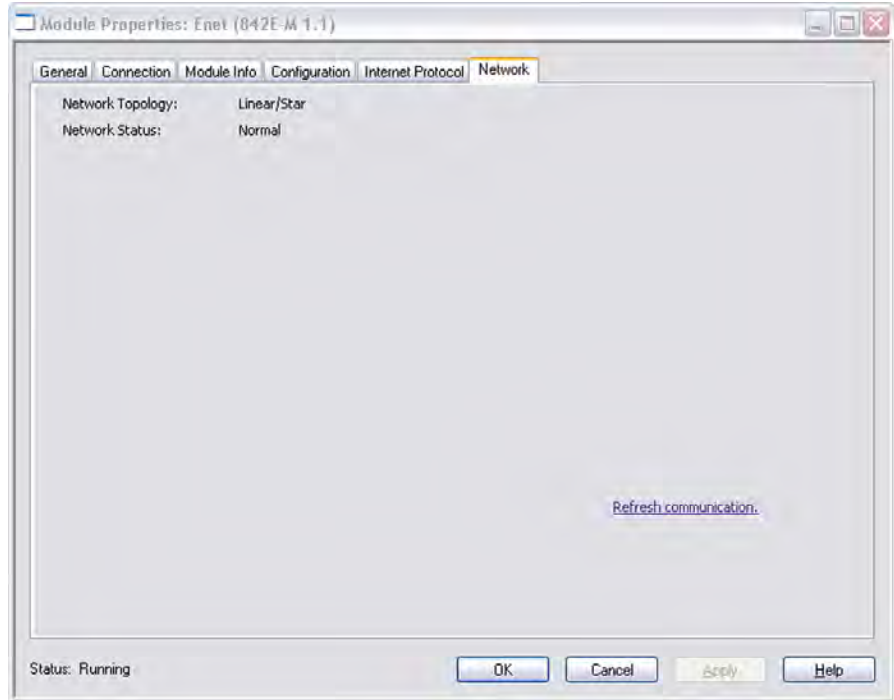 Module Properties: Enet (842E-M 1.1)
General Connection Module Info Configuration Internet Protocol Network
Network Topology: Linear/Star
Network Status: Normal
Refresh communication.
Status: Running OK Cancel Apply Help